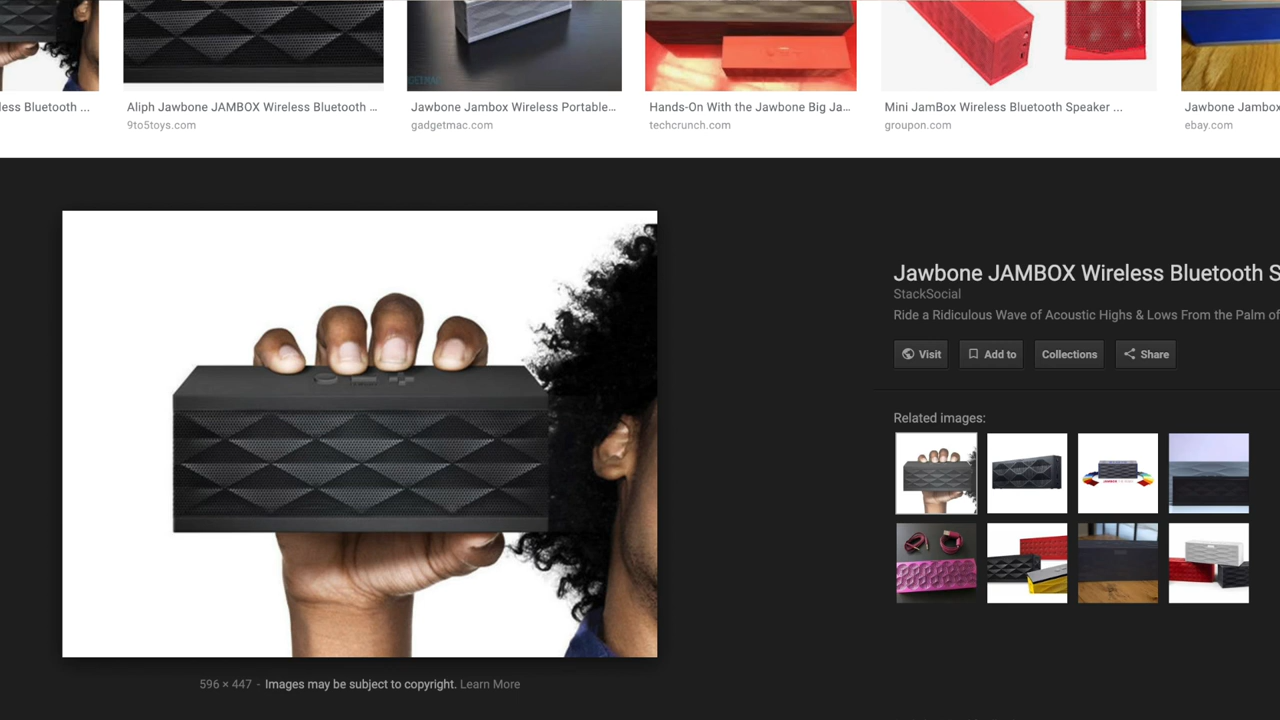 less Bluetooth ...
Aliph Jawbone JAMBOX Wireless Bluetooth ...
Jawbone Jambox Wireless Portable...
Hands-On With the Jawbone Big Ja...
Mini JamBox Wireless Bluetooth Speaker ...
Jawbone Jambox
9to5toys.com
gadgetmac.com
techcrunch.com
groupon.com
ebay.com
Jawbone JAMBOX Wireless Bluetooth S
StackSocial
Ride a Ridiculous Wave of Acoustic Highs & Lows From the Palm of
Visit
Add to
Collections
Share
Related images:
596 × 447 - Images may be subject to copyright. Learn More